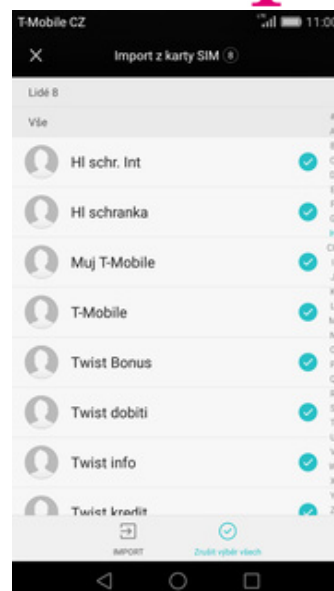 T-Mobile CZ 11:00
Import z karty SIM 8
Lidé 8
Vše
Hl schr. Int
Hl schranka
Muj T-Mobile
T-Mobile
Twist Bonus
Twist dobiti
Twist info
Twist kredit
IMPORT
Zrušit výběr všech